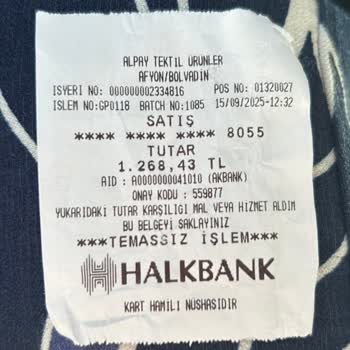 ALPAY TEKTIL ÜRÜNLER
AFYON/BOLVADIN
ISYERI NO: 000000002334816 POS NO: 01320027
ISLEM NO:GP0118 BATCH NO:1085 15/09/2025-12:32
SATIŞ
**** **** **** 8055
TUTAR
1.268,43 TL
AID : A0000000041010 (AKBANK)
ONAY KODU : 559877
YUKARIDAKI TUTAR KARŞILIGI MAL VEYA HIZMET ALDIM
BU BELGEYI SAKLAYINIZ
***TEMASSIZ İŞLEM***
HALKBANK
KART HAMILI NUSHASIDIR